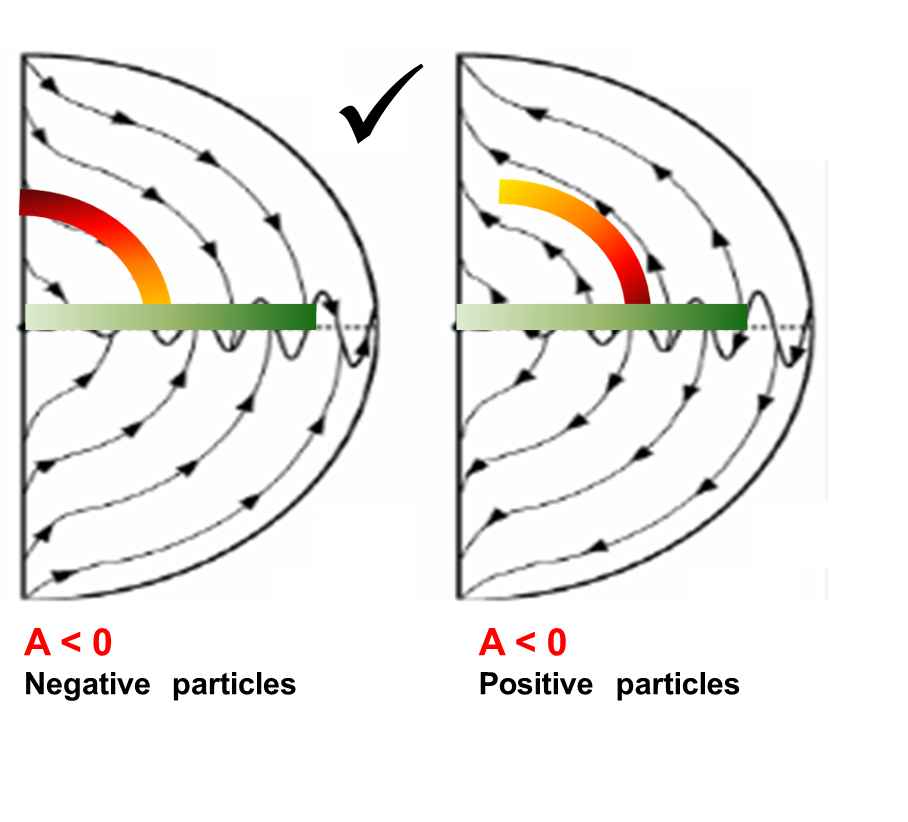 A < 0
Negative particles
A < 0
Positive particles